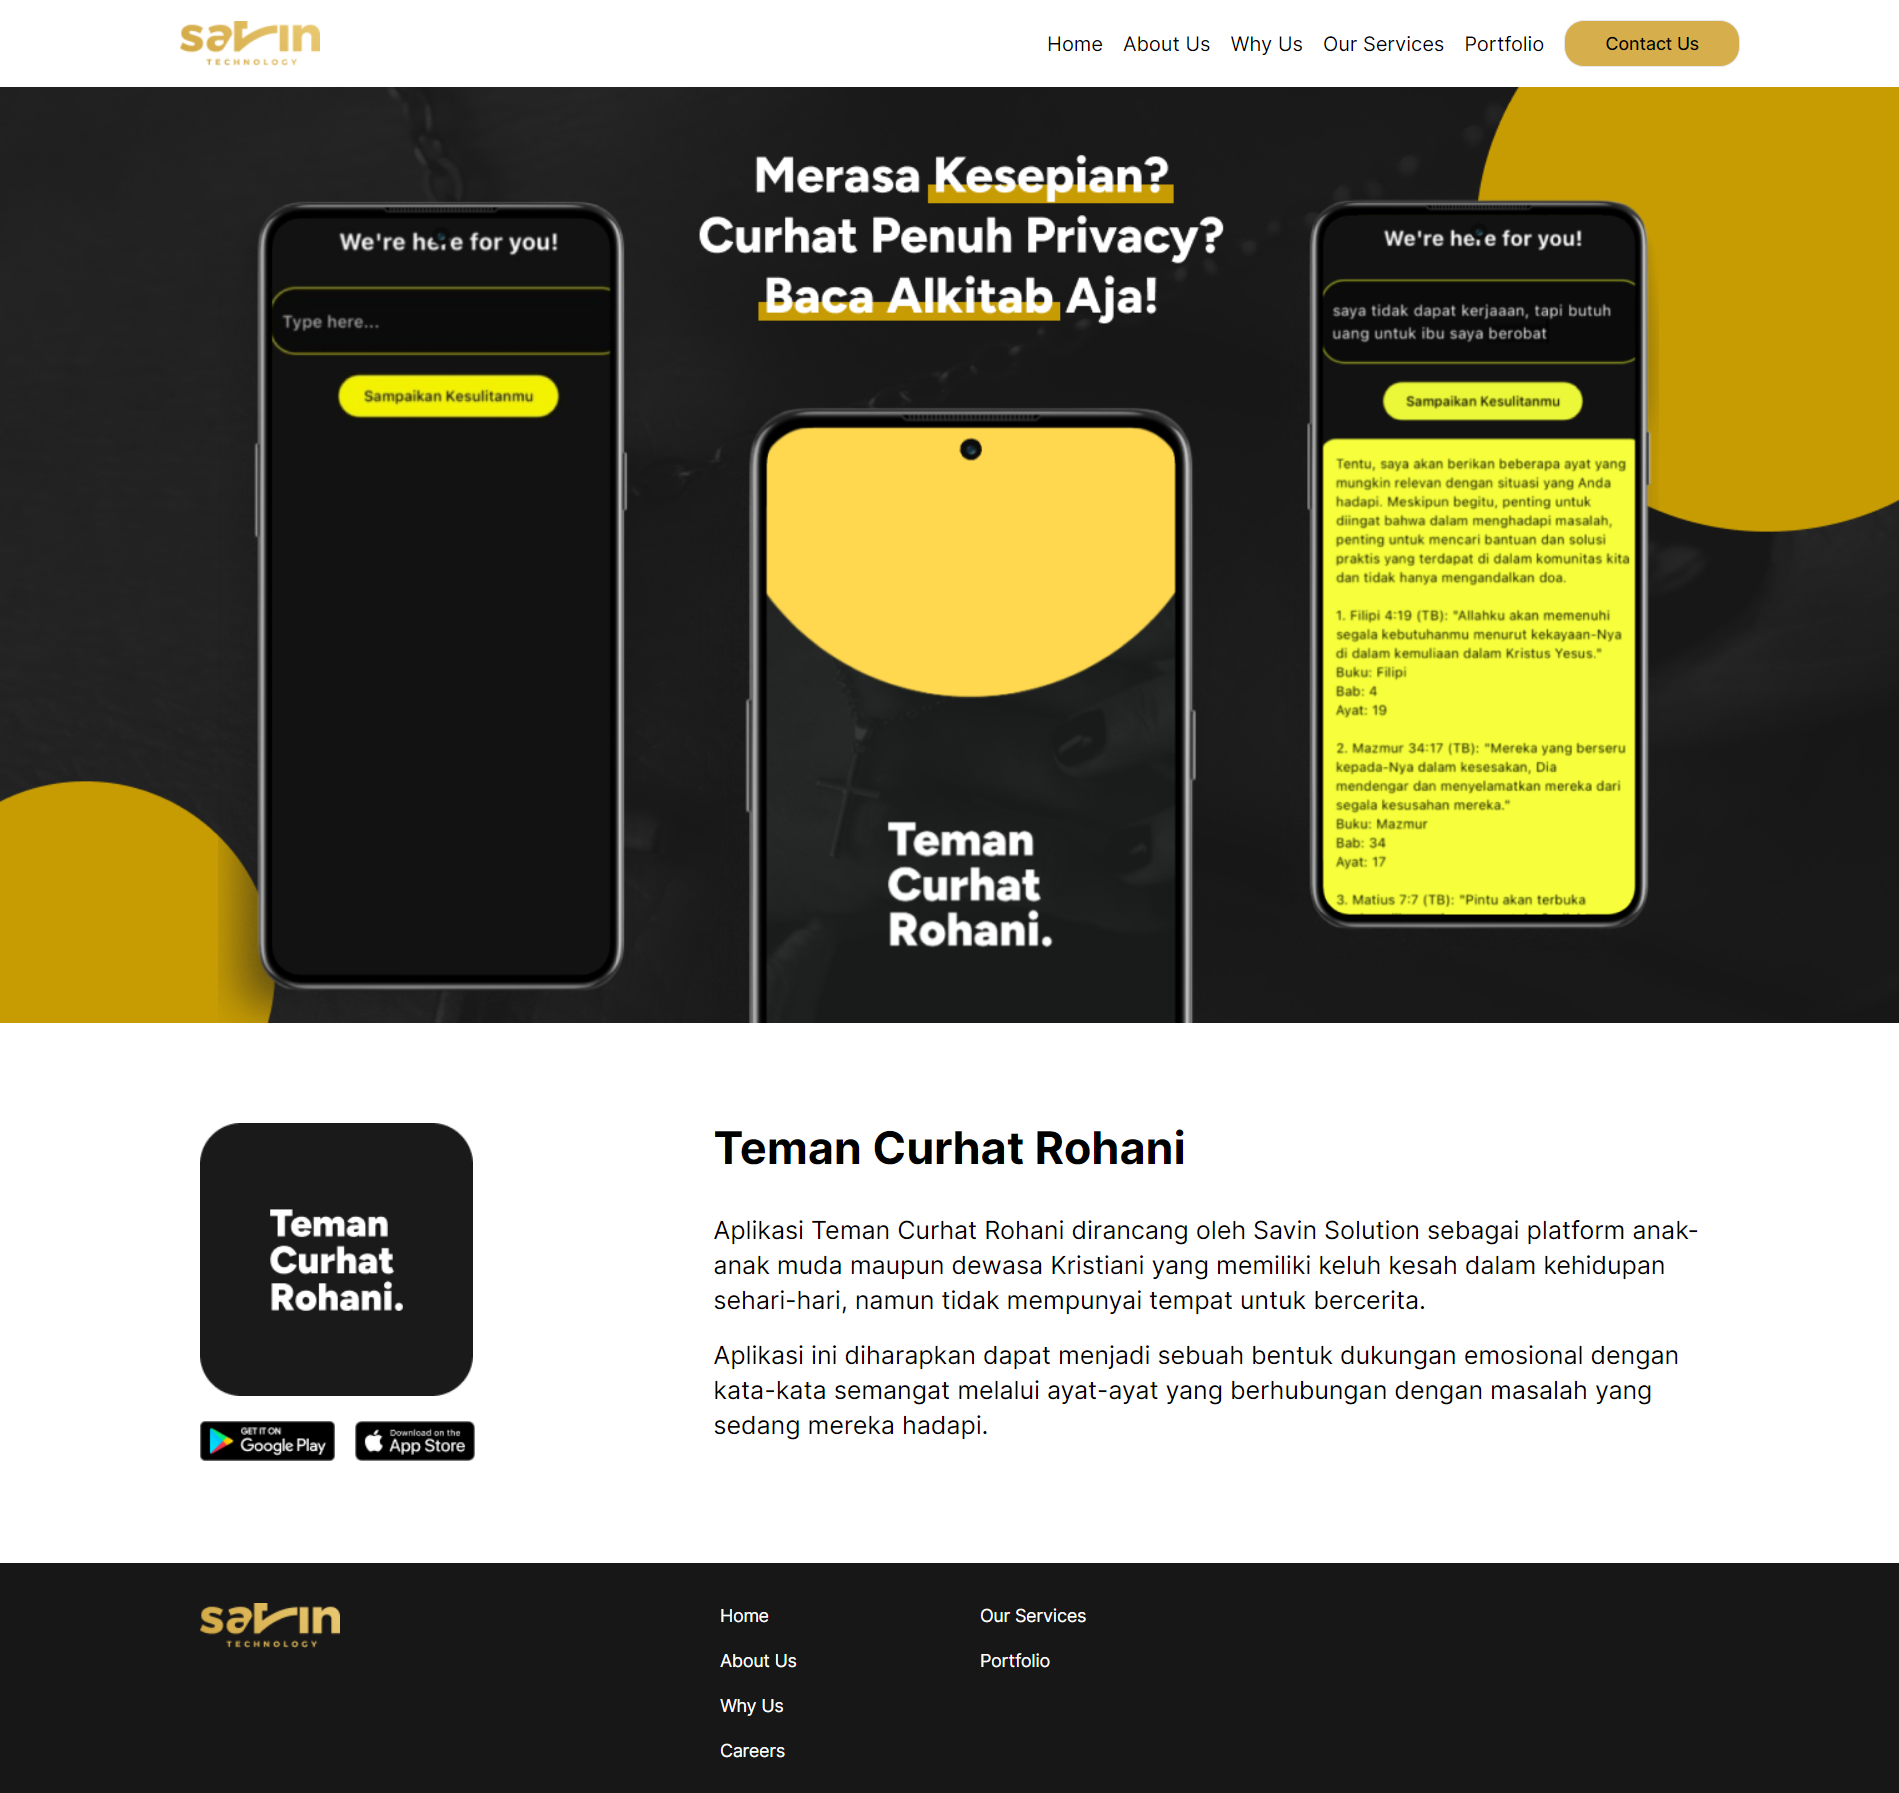 savin
TECHNOLOGY
Home
About Us
Why Us
Our Services
Portfolio
Contact Us
Merasa Kesepian?
Curhat Penuh Privacy?
Baca Alkitab Aja!
We're here for you!
Type here...
Sampaikan Kesulitanmu
Teman
Curhat
Rohani.
We're here for you!
saya tidak dapat kerjaaan, tapi butuh
uang untuk ibu saya berobat
Sampaikan Kesulitanmu
Tentu, saya akan berikan beberapa ayat yang
mungkin relevan dengan situasi yang Anda
hadapi. Meskipun begitu, penting untuk
diingat bahwa dalam menghadapi masalah,
penting untuk mencari bantuan dan solusi
praktis yang terdapat di dalam komunitas kita
dan tidak hanya mengandalkan doa.
1. Filipi 4:19 (TB): "Allahku akan memenuhi
segala kebutuhanmu menurut kekayaan-Nya
di dalam kemuliaan dalam Kristus Yesus."
Buku: Filipi
Bab: 4
Ayat: 19
2. Mazmur 34:17 (TB): "Mereka yang berseru
kepada-Nya dalam kesesakan, Dia
mendengar dan menyelamatkan mereka dari
segala kesusahan mereka."
Buku: Mazmur
Bab: 34
Ayat: 17
3. Matius 7:7 (TB): "Pintu akan terbuka
Teman
Curhat
Rohani.
GET IT ON
Google Play
Download on the
App Store
Teman Curhat Rohani
Aplikasi Teman Curhat Rohani dirancang oleh Savin Solution sebagai platform anak-
anak muda maupun dewasa Kristiani yang memiliki keluh kesah dalam kehidupan
sehari-hari, namun tidak mempunyai tempat untuk bercerita.
Aplikasi ini diharapkan dapat menjadi sebuah bentuk dukungan emosional dengan
kata-kata semangat melalui ayat-ayat yang berhubungan dengan masalah yang
sedang mereka hadapi.
savin
TECHNOLOGY
Home
About Us
Why Us
Careers
Our Services
Portfolio